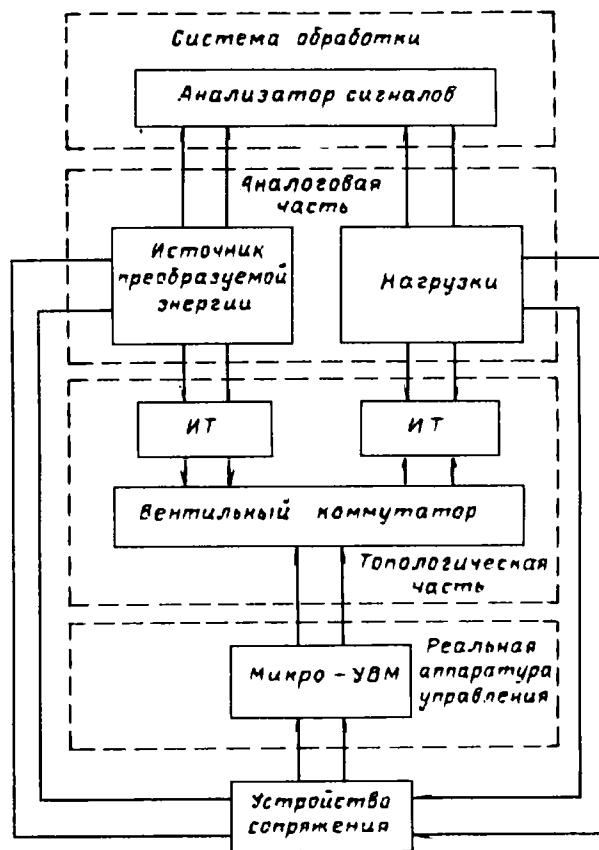 Система обработки
Анализатор сигналов
Аналоговая
часть
Источник
преобразуемой
энергии
Нагрузки
ИТ
ИТ
Вентильный коммутатор
Топологическая
часть
Реальная
аппаратура
управления
Микро-УВМ
Устройства
сопряжения